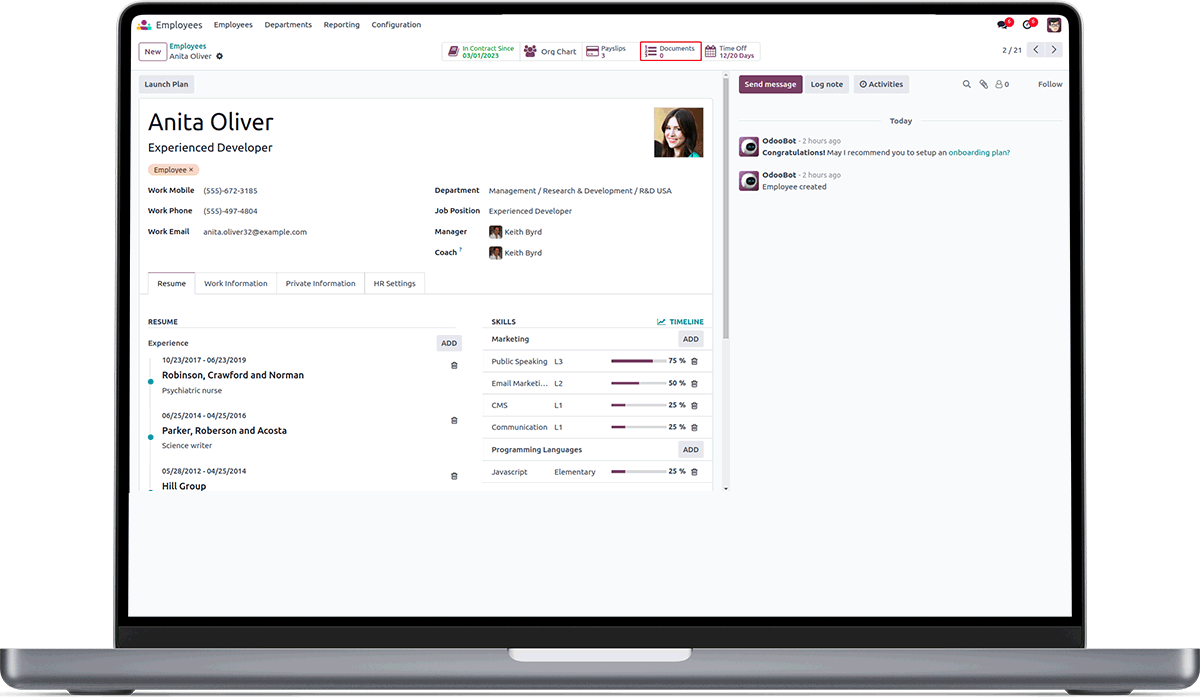 Employees Employees Departments Reporting Configuration 6 6
New Employees
Anita Oliver
In Contract Since
03/01/2023
Org Chart
Payslips
3
Documents
0
Time Off
12/20 Days
2 / 21
Launch Plan
Anita Oliver
Experienced Developer
Employee ×
Work Mobile (555)-672-3185
Work Phone (555)-497-4804
Work Email anita.oliver32@example.com
Department Management / Research & Development / R&D USA
Job Position Experienced Developer
Manager Keith Byrd
Coach ? Keith Byrd
Resume Work Information Private Information HR Settings
RESUME
Experience ADD
10/23/2017 - 06/23/2019
Robinson, Crawford and Norman
Psychiatric nurse
06/25/2014 - 04/25/2016
Parker, Roberson and Acosta
Science writer
05/28/2012 - 04/25/2014
Hill Group
SKILLS TIMELINE
Marketing ADD
Public Speaking L3 75 %
Email Marketi... L2 50 %
CMS L1 25 %
Communication L1 25 %
Programming Languages ADD
Javascript Elementary 25 %
Send message Log note Activities 0 Follow
Today
OdooBot - 2 hours ago
Congratulations! May I recommend you to setup an onboarding plan?
OdooBot - 2 hours ago
Employee created